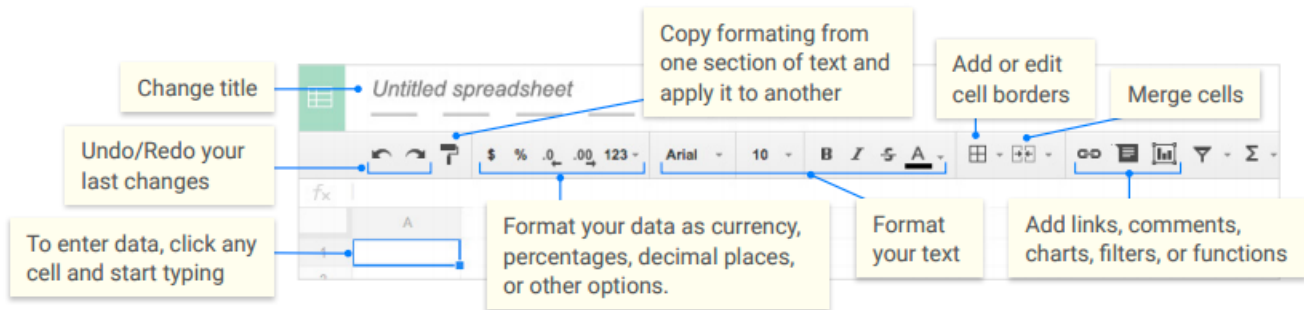 Copy formating from
one section of text and
apply it to another
Add or edit
cell borders
Merge cells
Change title
Untitled spreadsheet
Undo/Redo your
last changes
$ % .0 .00 123
Arial
10
B I S A
Σ
fx
A
1
2
To enter data, click any
cell and start typing
Format your data as currency,
percentages, decimal places,
or other options.
Format
your text
Add links, comments,
charts, filters, or functions